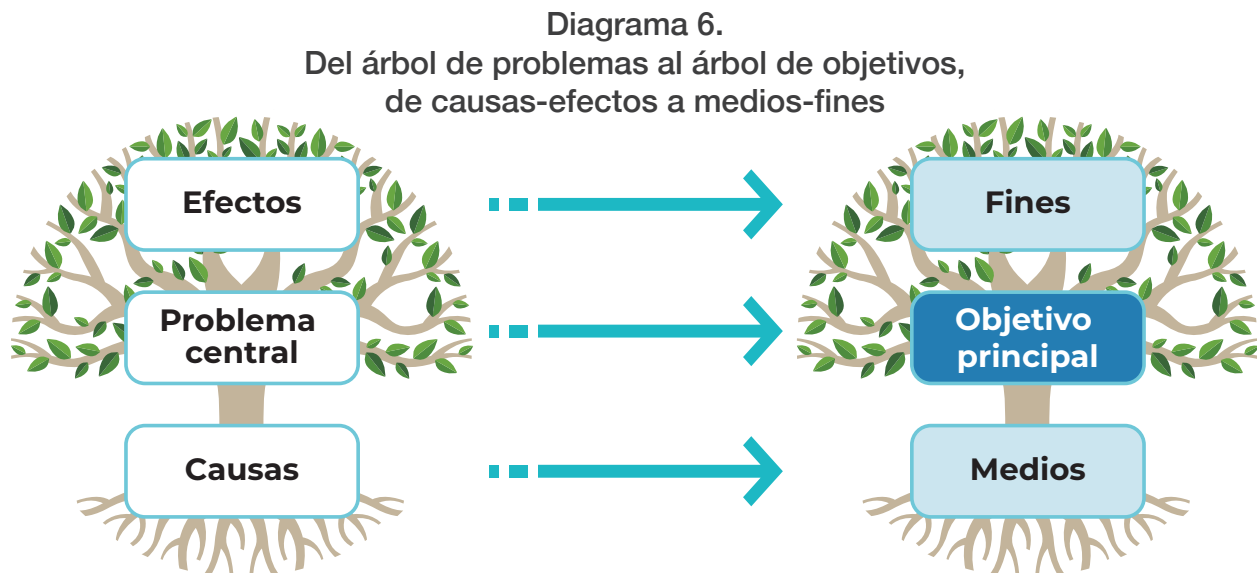 Diagrama 6.
Del árbol de problemas al árbol de objetivos,
de causas-efectos a medios-fines
Efectos
Fines
Problema
central
Objetivo
principal
Causas
Medios